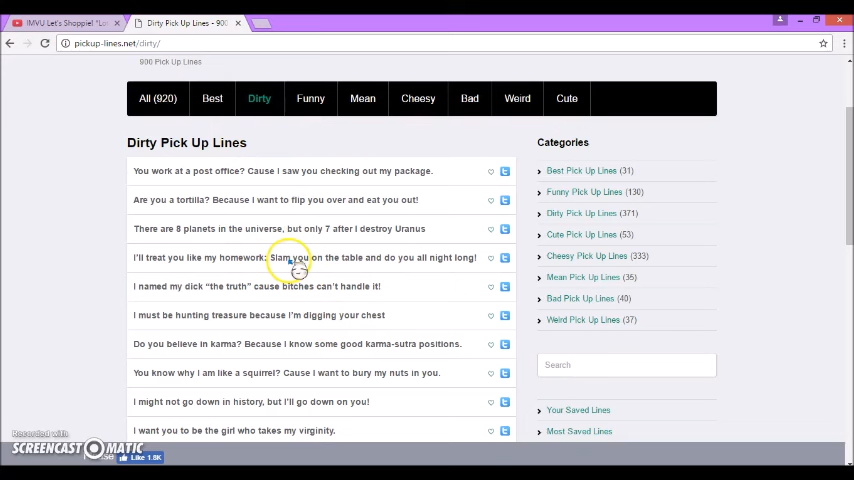 IMVU Let's Shoppie! *Lo
Dirty Pick Up Lines - 900
pickup-lines.net/dirty/
900 Pick Up Lines
All (920) Best Dirty Funny Mean Cheesy Bad Weird Cute
Dirty Pick Up Lines
You work at a post office? Cause I saw you checking out my package.
Are you a tortilla? Because I want to flip you over and eat you out!
There are 8 planets in the universe, but only 7 after I destroy Uranus
I'll treat you like my homework: Slam you on the table and do you all night long!
I named my dick “the truth” cause bitches can’t handle it!
I must be hunting treasure because I’m digging your chest
Do you believe in karma? Because I know some good karma-sutra positions.
You know why I am like a squirrel? Cause I want to bury my nuts in you.
I might not go down in history, but I'll go down on you!
I want you to be the girl who takes my virginity.
Categories
Best Pick Up Lines (31)
Funny Pick Up Lines (130)
Dirty Pick Up Lines (371)
Cute Pick Up Lines (53)
Cheesy Pick Up Lines (333)
Mean Pick Up Lines (35)
Bad Pick Up Lines (40)
Weird Pick Up Lines (37)
Search
Your Saved Lines
Most Saved Lines
Recorded with
SCREENCAST-O-MATIC
Like 1.8K